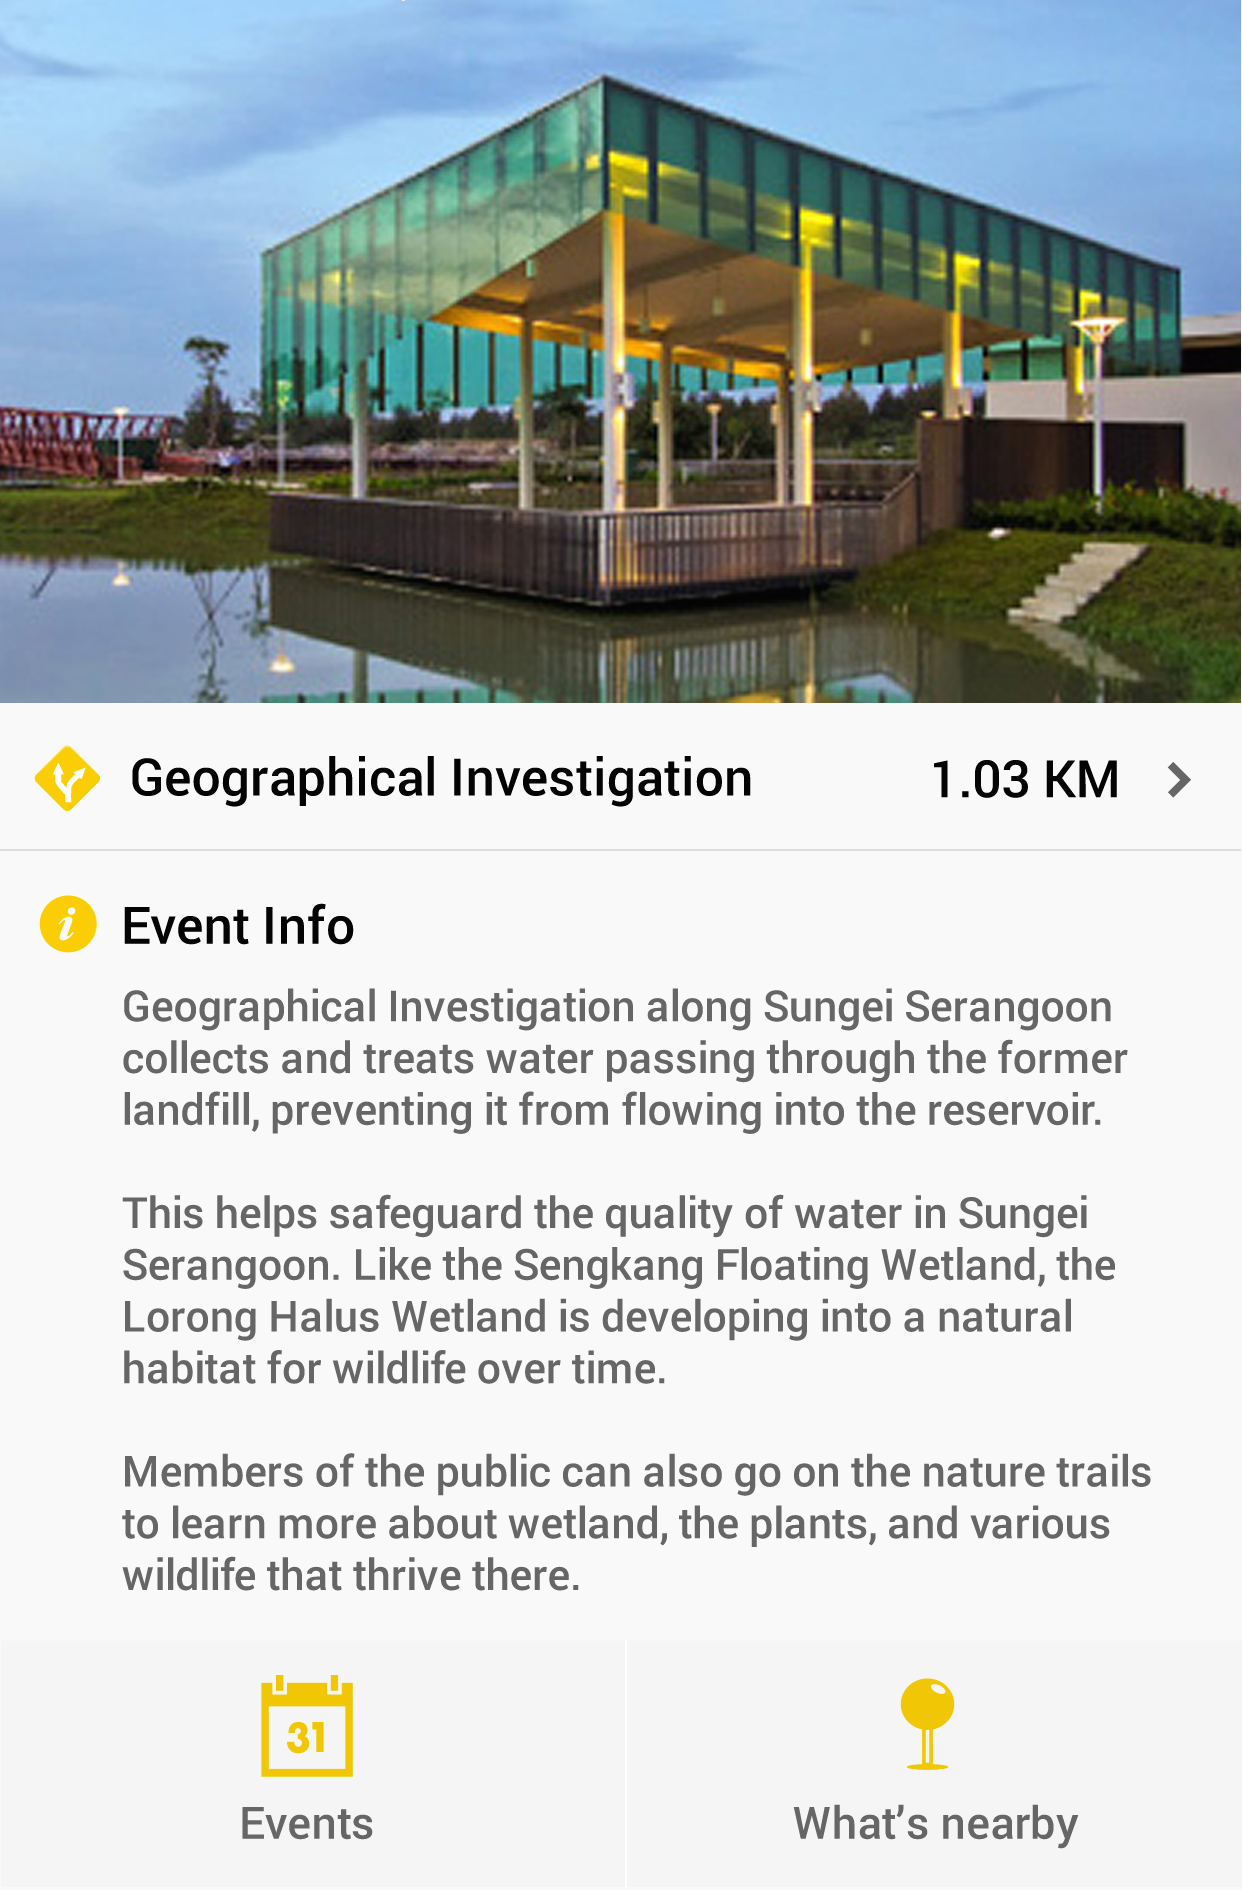 Geographical Investigation 1.03 KM
Event Info
Geographical Investigation along Sungei Serangoon
collects and treats water passing through the former
landfill, preventing it from flowing into the reservoir.
This helps safeguard the quality of water in Sungei
Serangoon. Like the Sengkang Floating Wetland, the
Lorong Halus Wetland is developing into a natural
habitat for wildlife over time.
Members of the public can also go on the nature trails
to learn more about wetland, the plants, and various
wildlife that thrive there.
31
Events
What's nearby